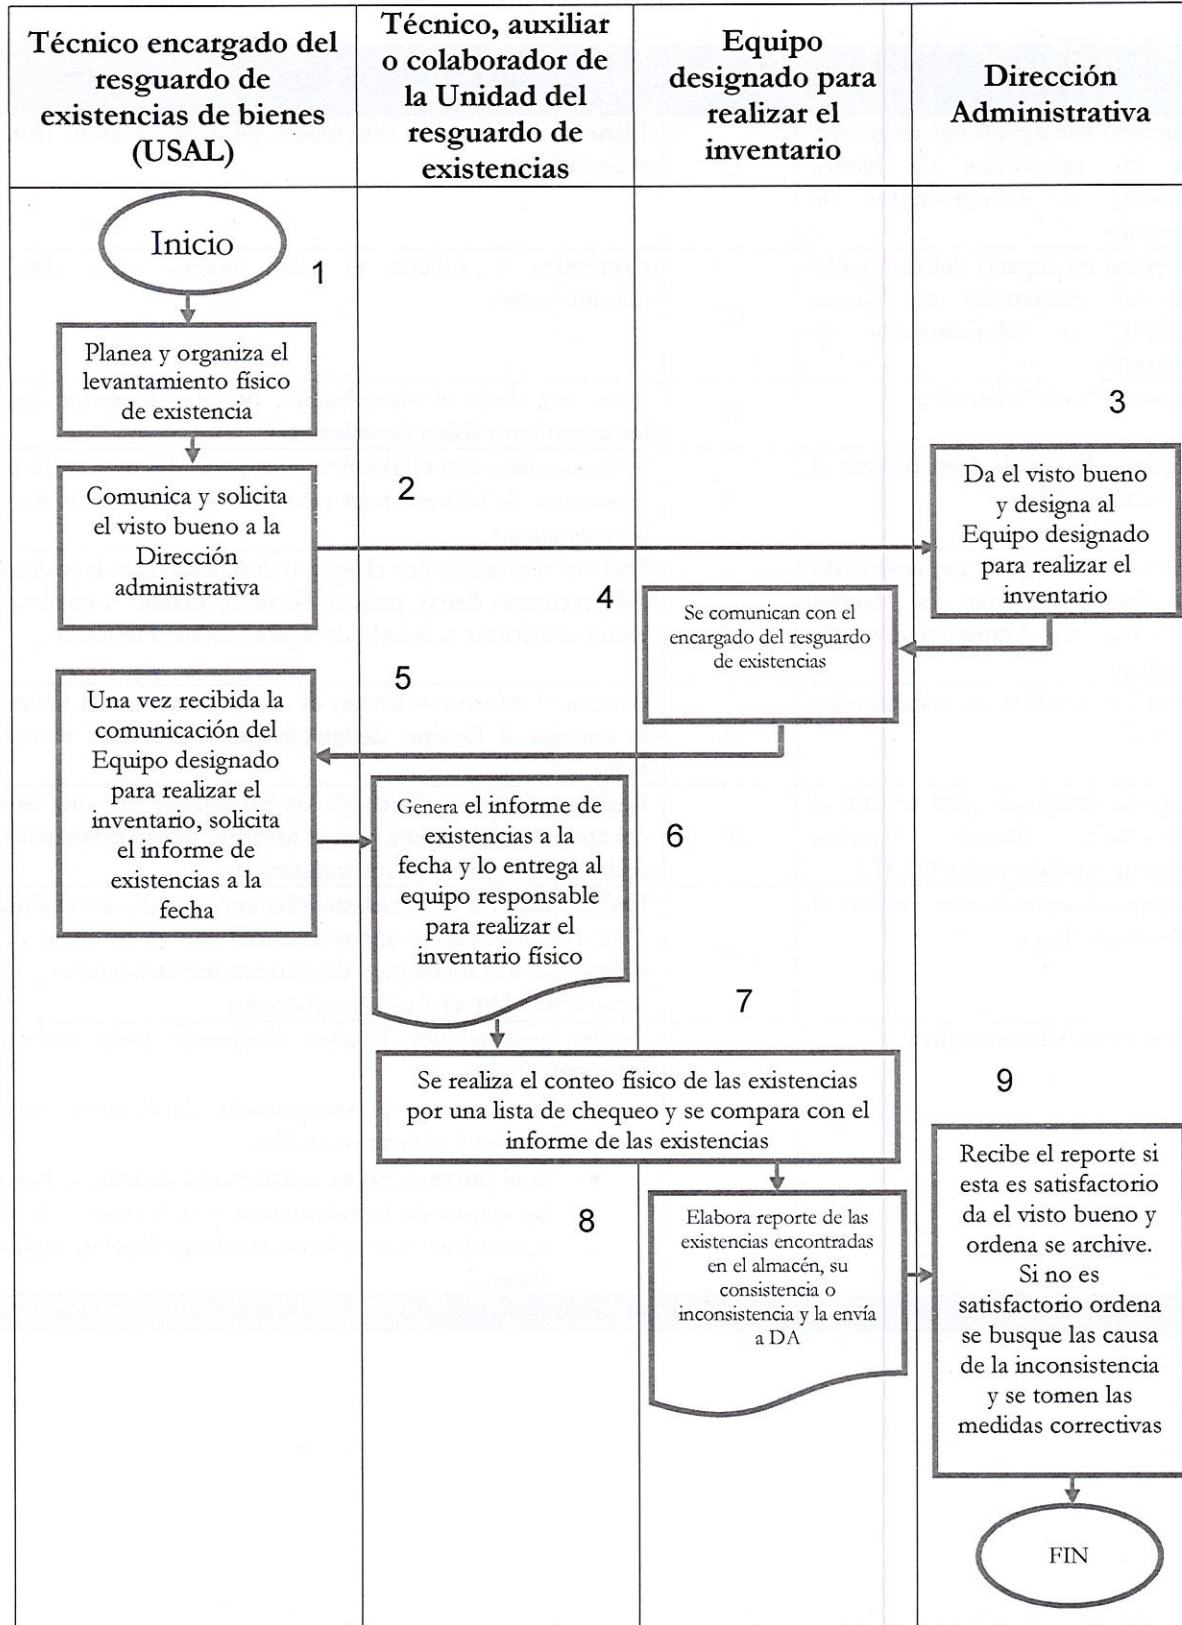 Técnico encargado del
resguardo de
existencias de bienes
(USAL)
Técnico, auxiliar
o colaborador de
la Unidad del
resguardo de
existencias
Equipo
designado para
realizar el
inventario
Dirección
Administrativa
Inicio
1
Planea y organiza el
levantamiento físico
de existencia
2
Comunica y solicita
el visto bueno a la
Dirección
administrativa
3
Da el visto bueno
y designa al
Equipo designado
para realizar el
inventario
4
Se comunican con el
encargado del resguardo
de existencias
5
Una vez recibida la
comunicación del
Equipo designado
para realizar el
inventario, solicita
el informe de
existencias a la
fecha
6
Genera el informe de
existencias a la
fecha y lo entrega al
equipo responsable
para realizar el
inventario físico
7
Se realiza el conteo físico de las existencias
por una lista de chequeo y se compara con el
informe de las existencias
8
Elabora reporte de las
existencias encontradas
en el almacén, su
consistencia o
inconsistencia y la envía
a DA
9
Recibe el reporte si
esta es satisfactorio
da el visto bueno y
ordena se archive.
Si no es
satisfactorio ordena
se busque las causa
de la inconsistencia
y se tomen las
medidas correctivas
FIN